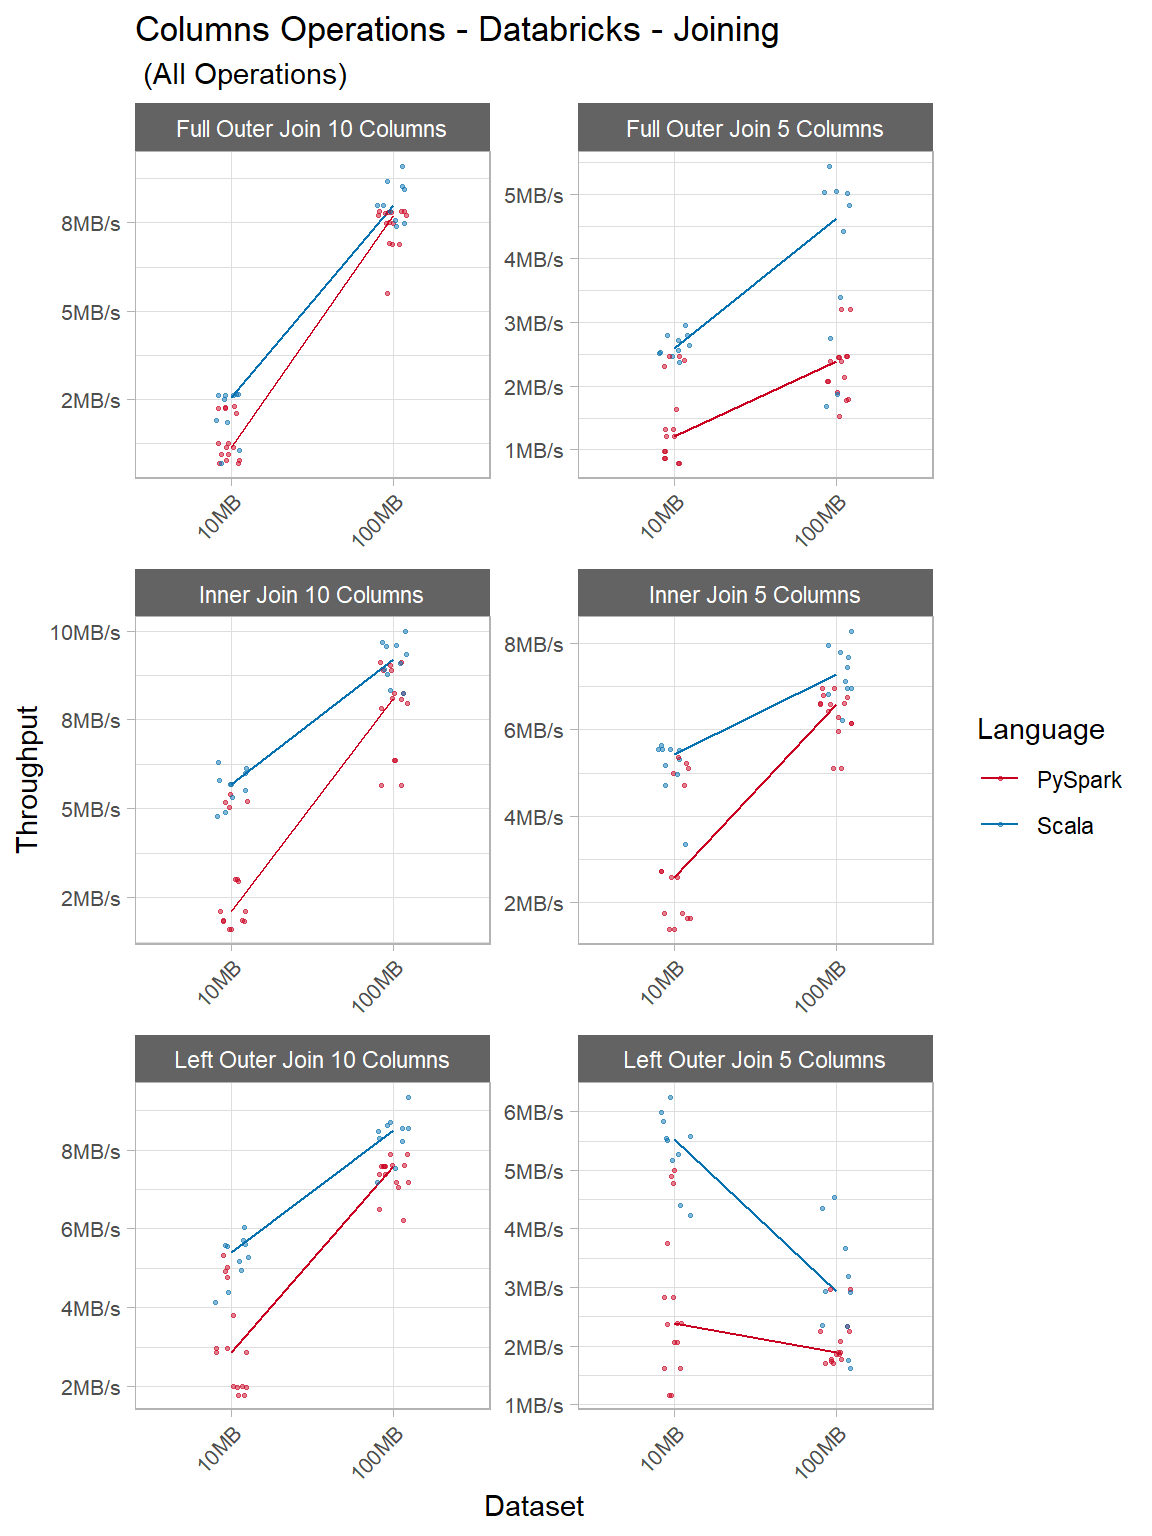 Columns Operations - Databricks - Joining
(All Operations)
Full Outer Join 10 Columns
Full Outer Join 5 Columns
8MB/s
5MB/s
2MB/s
5MB/s
4MB/s
3MB/s
2MB/s
1MB/s
10MB
100MB
10MB
100MB
Inner Join 10 Columns
Inner Join 5 Columns
10MB/s
8MB/s
5MB/s
2MB/s
8MB/s
6MB/s
4MB/s
2MB/s
10MB
100MB
10MB
100MB
Throughput
Language
PySpark
Scala
Left Outer Join 10 Columns
Left Outer Join 5 Columns
8MB/s
6MB/s
4MB/s
2MB/s
6MB/s
5MB/s
4MB/s
3MB/s
2MB/s
1MB/s
10MB
100MB
10MB
100MB
Dataset